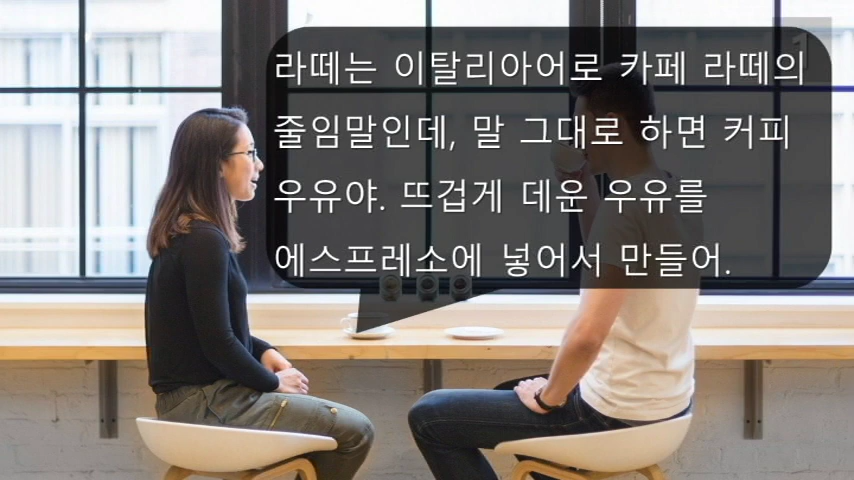 라떼는 이탈리아어로 카페 라떼의
줄임말인데, 말 그대로 하면 커피
우유야. 뜨겁게 데운 우유를
에스프레소에 넣어서 만들어.